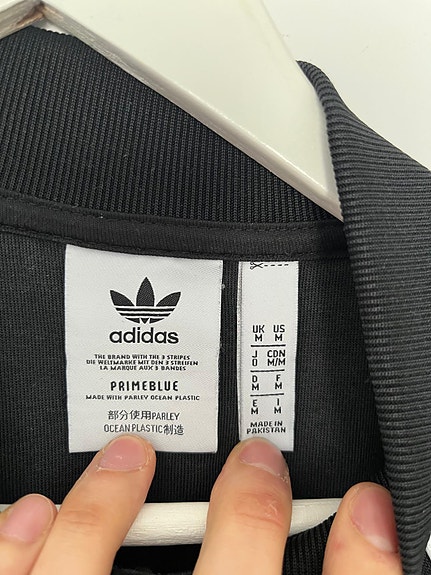 adidas
THE BRAND WITH THE 3 STRIPES
DIE WELTMARKE MIT DEN 3 STREIFEN
LA MARQUE AUX 3 BANDES
PRIMEBLUE
MADE WITH PARLEY OCEAN PLASTIC
部分使用PARLEY
OCEAN PLASTIC制造
UK US
M M
J CDN
O M/M
D F
M M
E I
M M
MADE IN
PAKISTAN